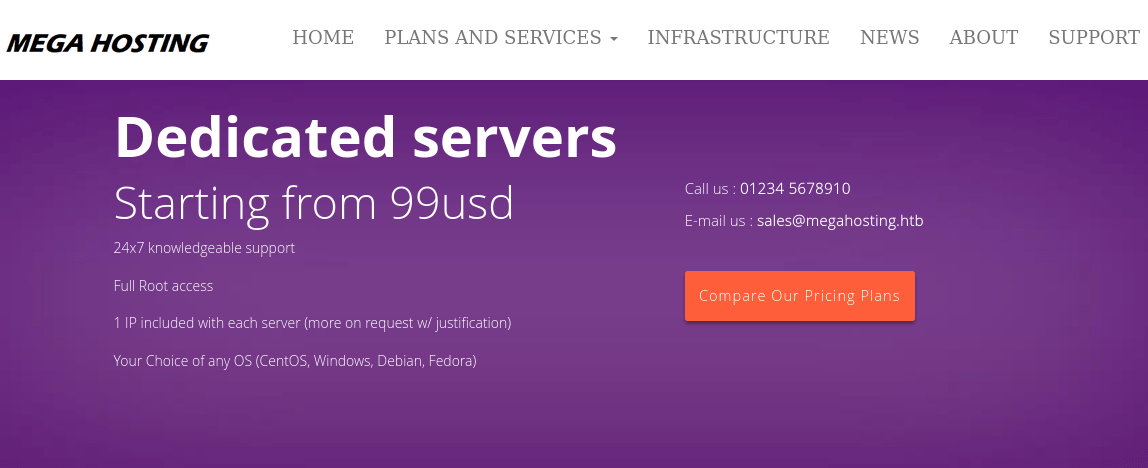 MEGA HOSTING
HOME PLANS AND SERVICES INFRASTRUCTURE NEWS ABOUT SUPPORT
Dedicated servers
Starting from 99usd
24x7 knowledgeable support
Full Root access
1 IP included with each server (more on request w/ justification)
Your Choice of any OS (CentOS, Windows, Debian, Fedora)
Call us : 01234 5678910
E-mail us : sales@megahosting.htb
Compare Our Pricing Plans